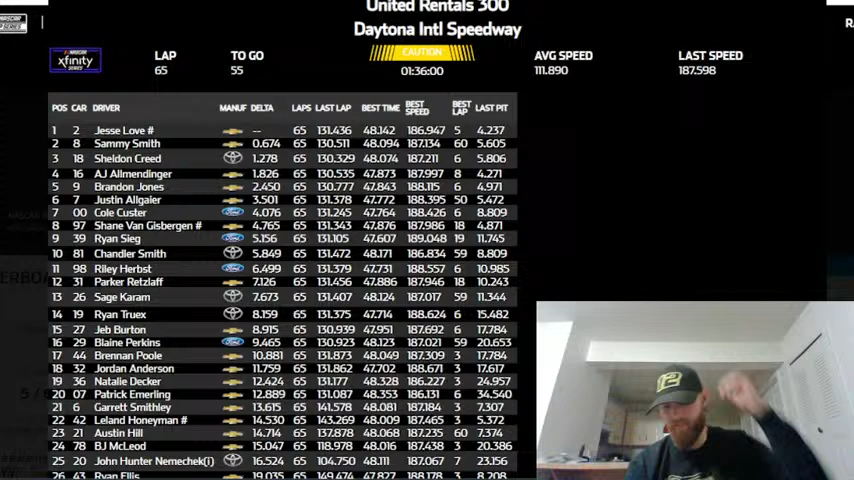 United Rentals 300
Daytona Intl Speedway
LAP TO GO CAUTION AVG SPEED LAST SPEED
xfinity 65 55 01:36:00 111.890 187.598
POS CAR DRIVER MANUF DELTA LAPS LAST LAP BEST TIME BEST SPEED BEST LAP LAST PIT
1 2 Jesse Love # -- 65 131.436 48.142 186.947 5 4.237
2 8 Sammy Smith 0.674 65 130.511 48.094 187.134 60 5.605
3 18 Sheldon Creed 1.278 65 130.329 48.074 187.211 6 5.806
4 16 AJ Allmendinger 1.826 65 130.535 47.873 187.997 8 4.271
5 9 Brandon Jones 2.450 65 130.777 47.843 188.115 6 4.971
6 7 Justin Allgaier 3.501 65 131.378 47.772 188.395 50 5.472
7 00 Cole Custer 4.076 65 131.245 47.764 188.426 6 8.809
8 97 Shane Van Gisbergen # 4.765 65 131.343 47.876 187.986 18 4.871
9 39 Ryan Sieg 5.156 65 131.105 47.607 189.048 19 11.745
10 81 Chandler Smith 5.849 65 131.472 48.171 186.834 59 8.809
11 98 Riley Herbst 6.499 65 131.379 47.731 188.557 6 10.985
12 31 Parker Retzlaff 7.126 65 131.456 47.886 187.946 18 10.243
13 26 Sage Karam 7.673 65 131.407 48.124 187.017 59 11.344
14 19 Ryan Truex 8.159 65 131.375 47.714 188.624 6 15.482
15 27 Jeb Burton 8.915 65 130.939 47.951 187.692 6 17.784
16 29 Blaine Perkins 9.465 65 130.923 48.123 187.021 59 20.653
17 44 Brennan Poole 10.881 65 131.873 48.049 187.309 3 17.784
18 32 Jordan Anderson 11.759 65 131.862 47.702 188.671 3 17.617
19 36 Natalie Decker 12.424 65 131.177 48.328 186.227 3 24.957
20 07 Patrick Emerling 12.889 65 131.087 48.353 186.131 6 34.540
21 6 Garrett Smithley 13.615 65 141.578 48.081 187.184 3 7.307
22 42 Leland Honeyman # 14.530 65 143.269 48.009 187.465 3 5.372
23 21 Austin Hill 14.714 65 137.878 48.068 187.235 60 7.374
24 78 BJ McLeod 15.047 65 118.978 48.016 187.438 3 20.386
25 20 John Hunter Nemechek(i) 16.524 65 104.750 48.111 187.067 7 23.156
26 43 Ryan Ellis 19.035 65 149.474 47.827 188.178 3 8.208
12